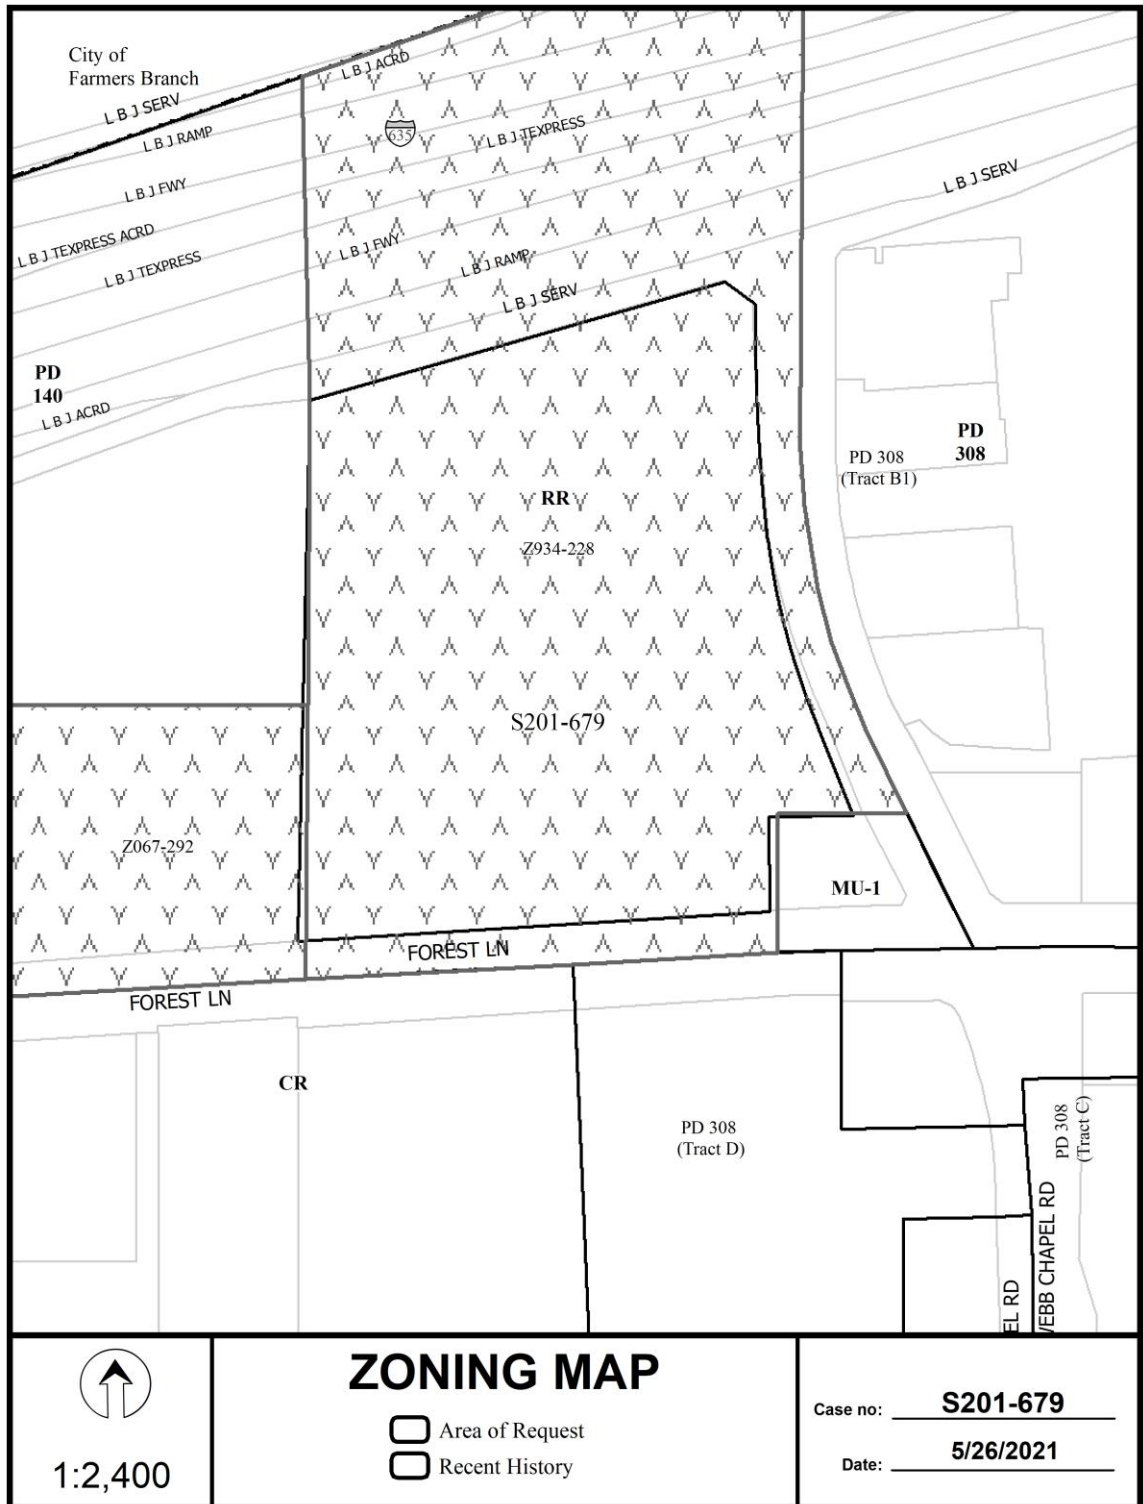 City of
Farmers Branch
L B J SERV
L B J ACRD
L B J RAMP
635
L B J TEXPRESS
L B J FWY
L B J SERV
L B J TEXPRESS ACRD
L B J FWY
L B J TEXPRESS
L B J RAMP
L B J SERV
PD
140
L B J ACRD
PD 308
(Tract B1)
PD
308
RR
Z934-228
S201-679
Z067-292
MU-1
FOREST LN
FOREST LN
CR
PD 308
(Tract D)
PD 308
(Tract C)
EL RD
EBB CHAPEL RD
1:2,400
ZONING MAP
Area of Request
Recent History
Case no: S201-679
Date: 5/26/2021